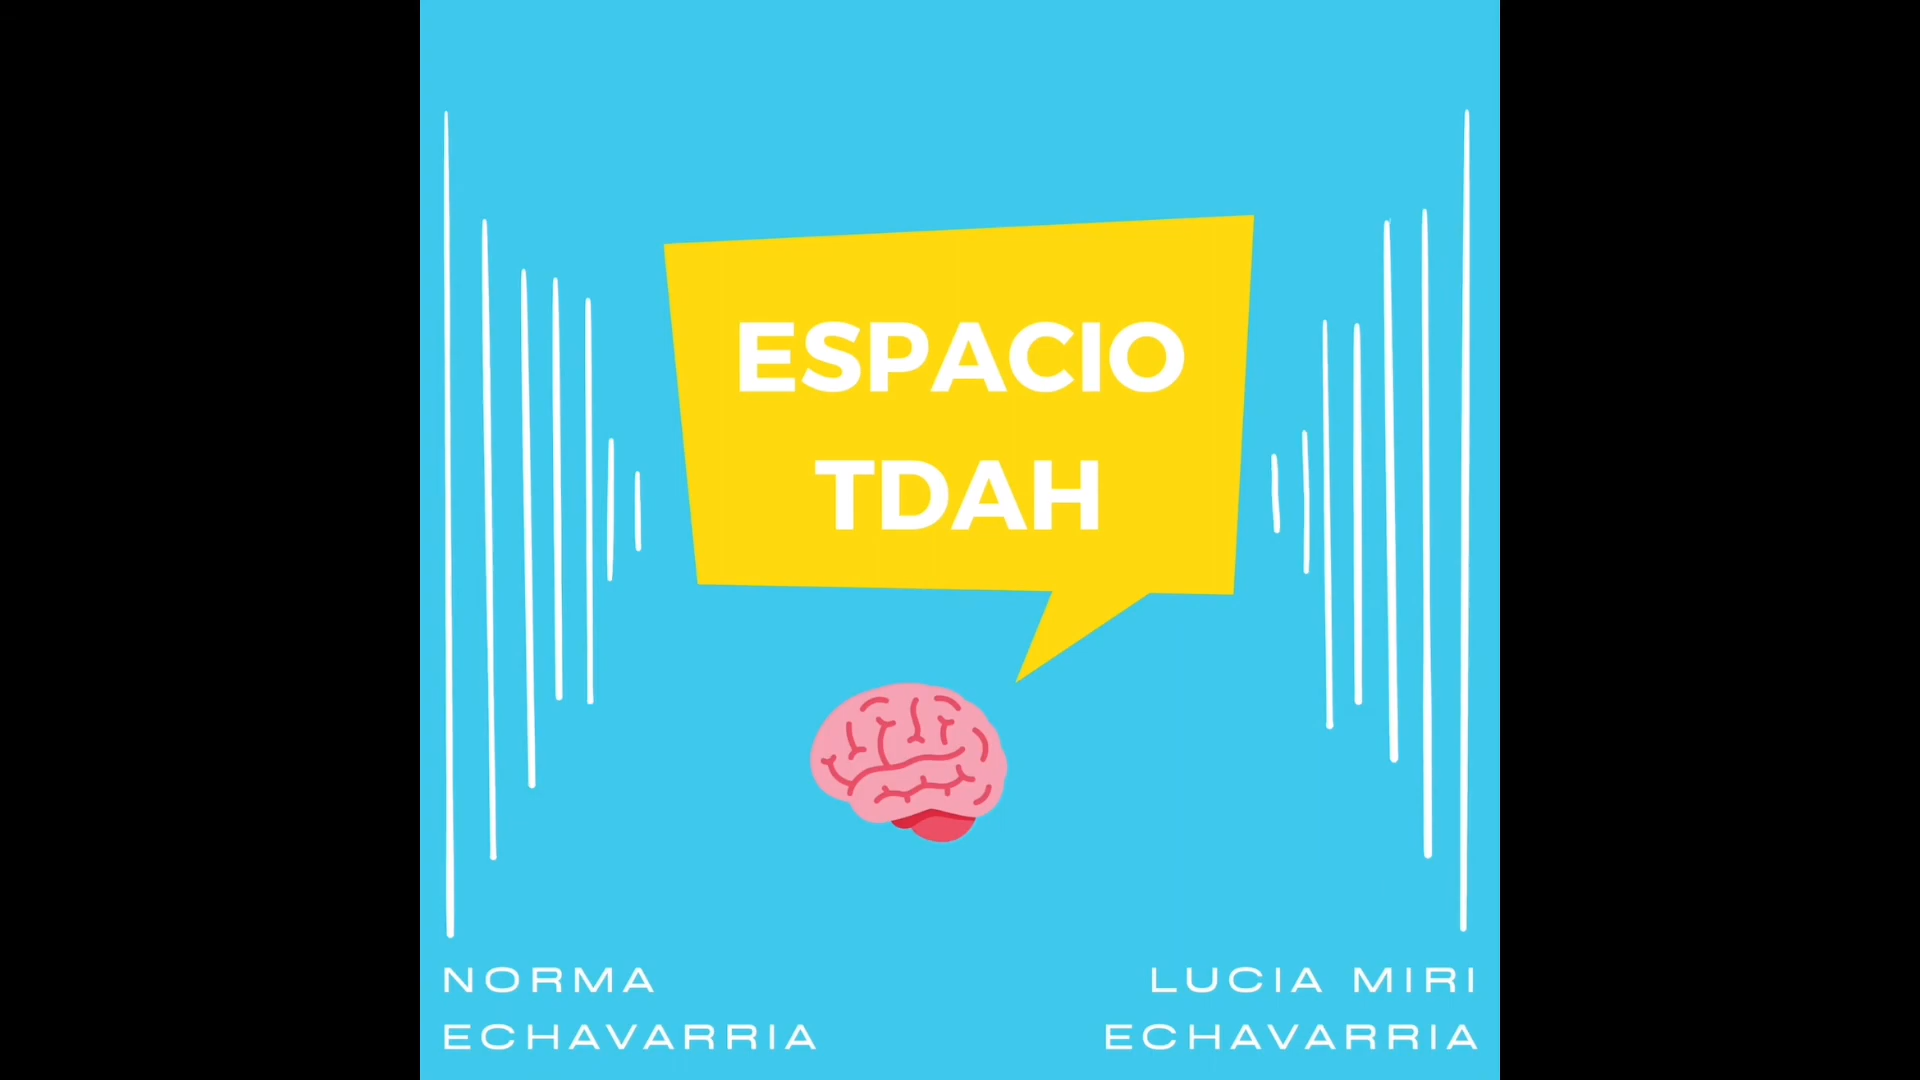 ESPACIO
TDAH
NORMA
ECHAVARRIA
LUCIA MIRI
ECHAVARRIA